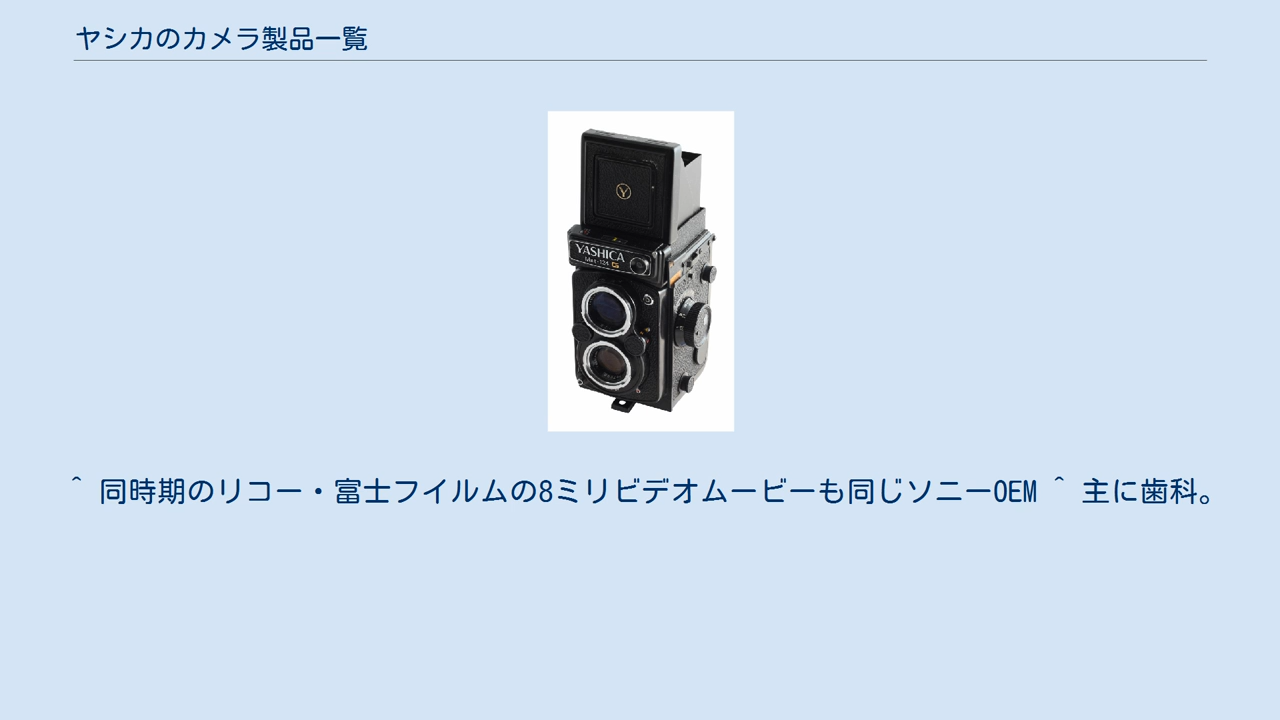 ヤシカのカメラ製品一覧
Y
YASHICA
Mat-124 G
^ 同時期のリコー・富士フイルムの8ミリビデオムービーも同じソニーOEM ^ 主に歯科。